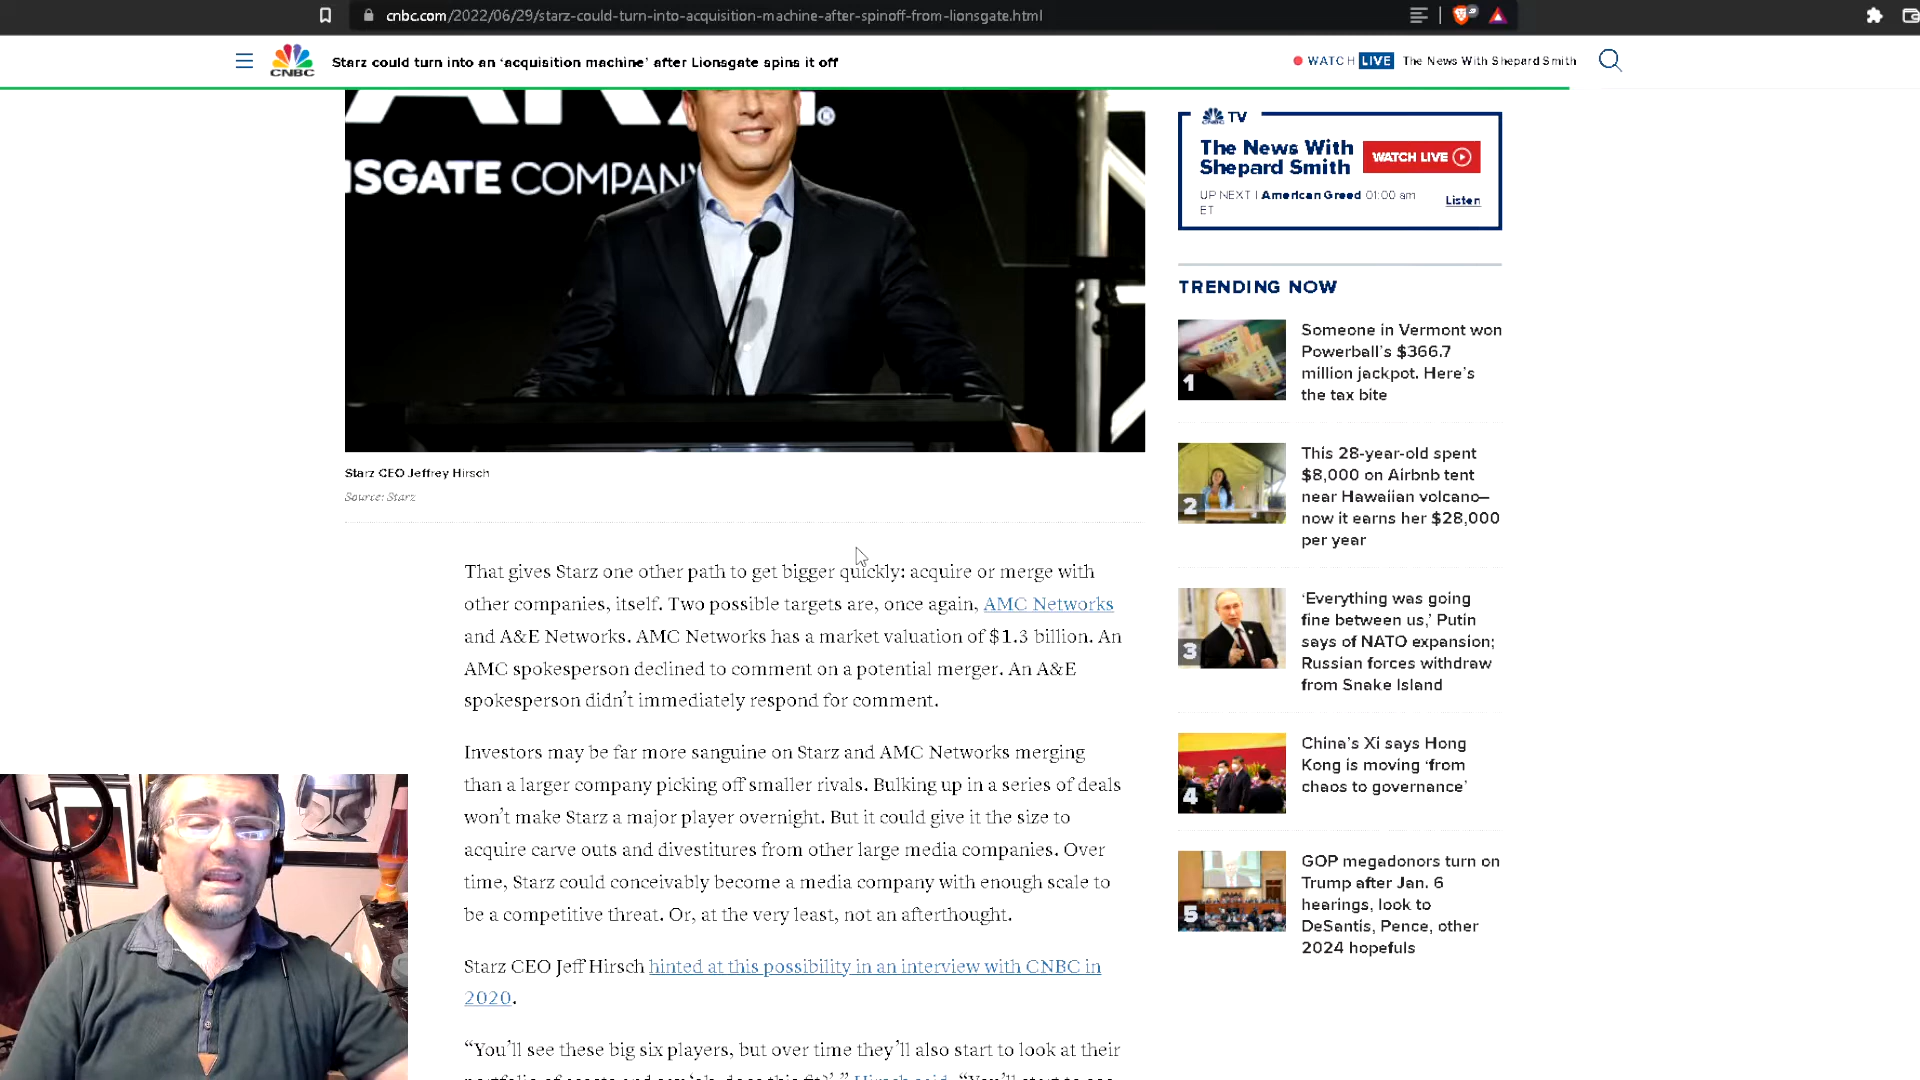 cnbc.com/2022/06/29/starz-could-turn-into-acquisition-machine-after-spinoff-from-lionsgate.html
CNBC
Starz could turn into an ‘acquisition machine’ after Lionsgate spins it off
WATCH LIVE The News With Shepard Smith
®
NSGATE COMPANY
Starz CEO Jeffrey Hirsch
Source: Starz
That gives Starz one other path to get bigger quickly: acquire or merge with
other companies, itself. Two possible targets are, once again, AMC Networks
and A&E Networks. AMC Networks has a market valuation of $1.3 billion. An
AMC spokesperson declined to comment on a potential merger. An A&E
spokesperson didn’t immediately respond for comment.
Investors may be far more sanguine on Starz and AMC Networks merging
than a larger company picking off smaller rivals. Bulking up in a series of deals
won’t make Starz a major player overnight. But it could give it the size to
acquire carve outs and divestitures from other large media companies. Over
time, Starz could conceivably become a media company with enough scale to
be a competitive threat. Or, at the very least, not an afterthought.
Starz CEO Jeff Hirsch hinted at this possibility in an interview with CNBC in
2020.
“You’ll see these big six players, but over time they’ll also start to look at their
TV
The News With
Shepard Smith
WATCH LIVE
UP NEXT | American Greed 01:00 am
ET
Listen
TRENDING NOW
1
Someone in Vermont won
Powerball’s $366.7
million jackpot. Here’s
the tax bite
2
This 28-year-old spent
$8,000 on Airbnb tent
near Hawaiian volcano—
now it earns her $28,000
per year
3
‘Everything was going
fine between us,’ Putin
says of NATO expansion;
Russian forces withdraw
from Snake Island
4
China’s Xi says Hong
Kong is moving ‘from
chaos to governance’
5
GOP megadonors turn on
Trump after Jan. 6
hearings, look to
DeSantis, Pence, other
2024 hopefuls